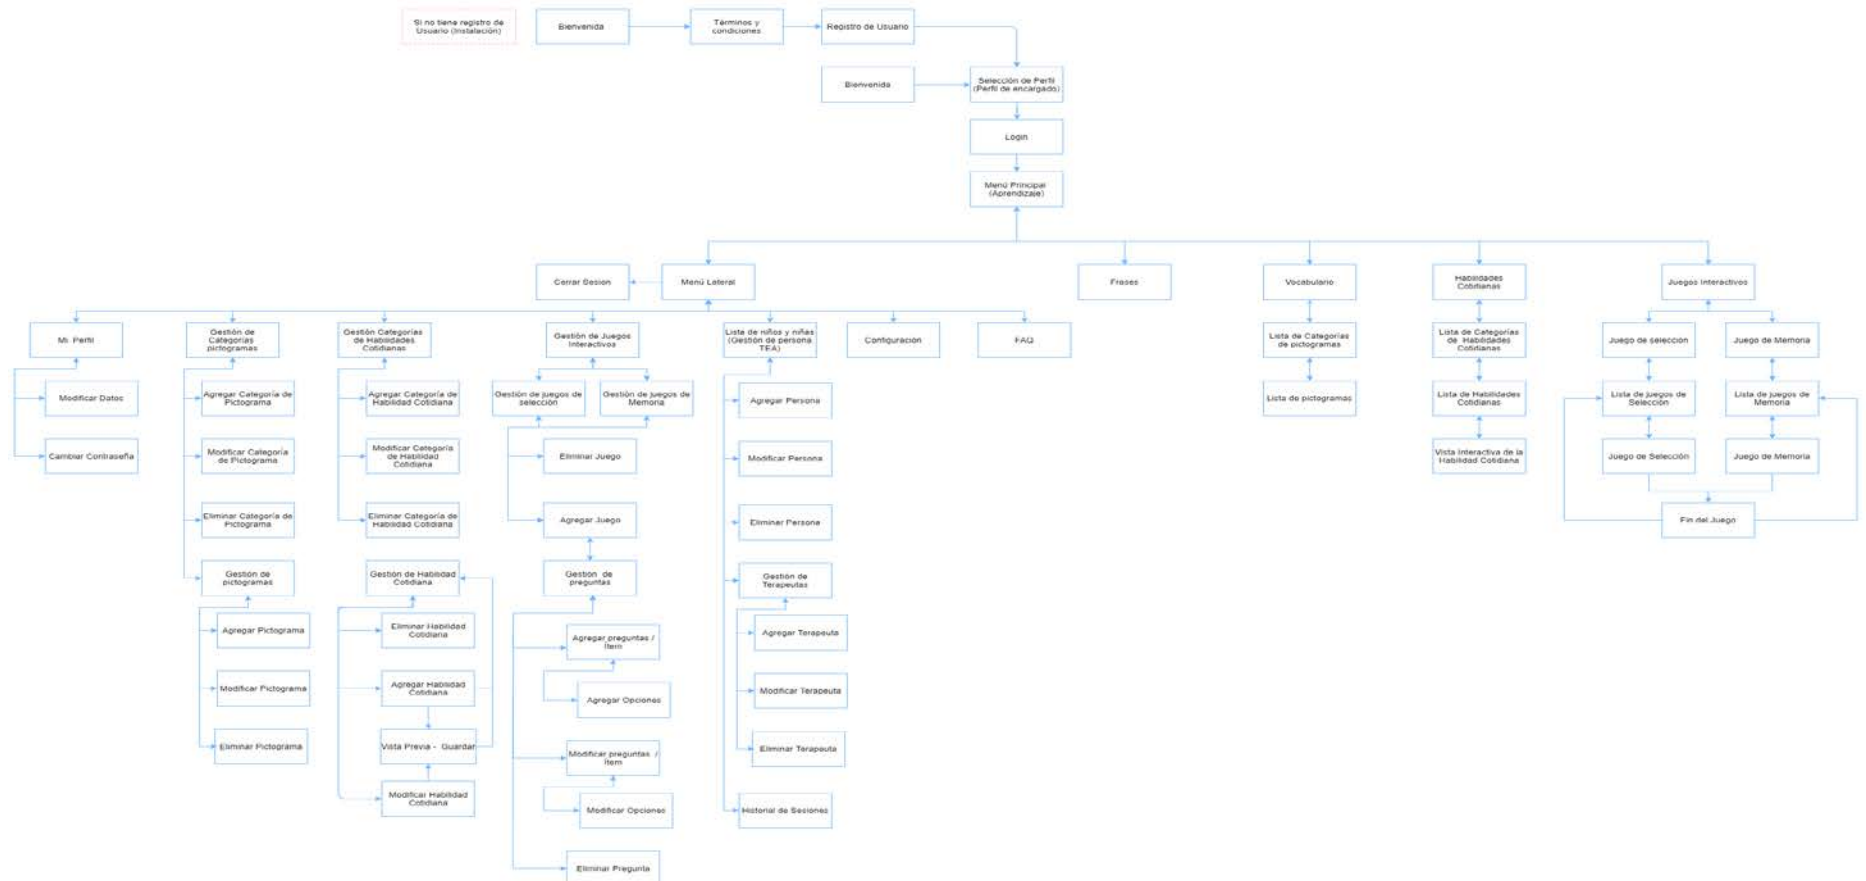 Si no tiene registro de
Usuario (Instalación)
Bienvenida
Términos y
condiciones
Registro de Usuario
Bienvenida
Selección de Perfil
(Perfil de encargado)
Login
Menú Principal
(Aprendizaje)
Cerrar Sesion
Menú Lateral
Frases
Vocabulario
Habilidades
Cotidianas
Juegos Interactivos
Mi Perfil
Gestión de
Categorías
pictogramas
Gestión Categorías
de Habilidades
Cotidianas
Gestión de Juegos
Interactivos
Lista de niños y niñas
(Gestión de persona
TEA)
Configuración
FAQ
Lista de Categorías
de pictogramas
Lista de Categorías
de Habilidades
Cotidianas
Juego de selección
Juego de Memoria
Modificar Datos
Agregar Categoría de
Pictograma
Agregar Categoría de
Habilidad Cotidiana
Gestión de juegos de
selección
Gestión de juegos de
Memoria
Agregar Persona
Lista de pictogramas
Lista de Habilidades
Cotidianas
Lista de juegos de
Selección
Lista de juegos de
Memoria
Cambiar Contraseña
Modificar Categoría
de Pictograma
Modificar Categoría
de Habilidad
Cotidiana
Eliminar Juego
Modificar Persona
Vista Interactiva de la
Habilidad Cotidiana
Juego de Selección
Juego de Memoria
Eliminar Categoría de
Pictograma
Eliminar Categoría de
Habilidad Cotidiana
Agregar Juego
Eliminar Persona
Fin del Juego
Gestión de
pictogramas
Gestión de Habilidad
Cotidiana
Gestión de
preguntas
Gestión de
Terapeutas
Agregar Pictograma
Eliminar Habilidad
Cotidiana
Agregar preguntas /
Ítem
Agregar Terapeuta
Modificar Pictograma
Agregar Habilidad
Cotidiana
Agregar Opciones
Modificar Terapeuta
Eliminar Pictograma
Vista Previa - Guardar
Modificar preguntas /
Ítem
Eliminar Terapeuta
Modificar Habilidad
Cotidiana
Modificar Opciones
Historial de Sesiones
Eliminar Pregunta